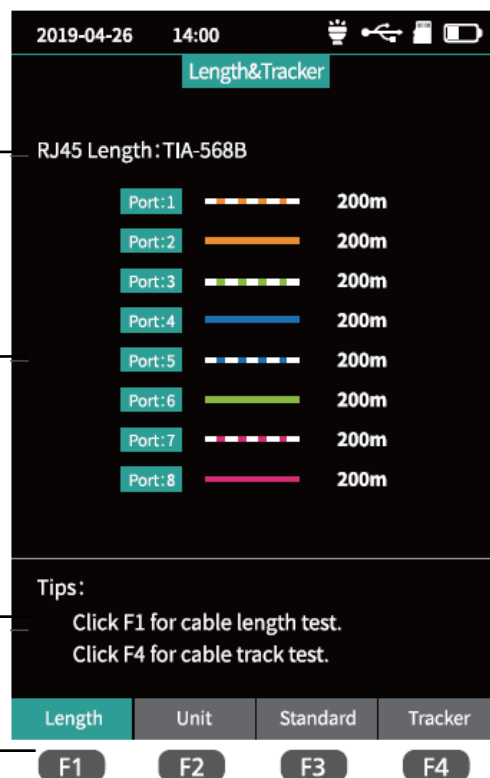 2019-04-26 14:00
Length&Tracker
RJ45 Length:TIA-568B
Port:1 200m
Port:2 200m
Port:3 200m
Port:4 200m
Port:5 200m
Port:6 200m
Port:7 200m
Port:8 200m
Tips:
Click F1 for cable length test.
Click F4 for cable track test.
Length Unit Standard Tracker
F1 F2 F3 F4